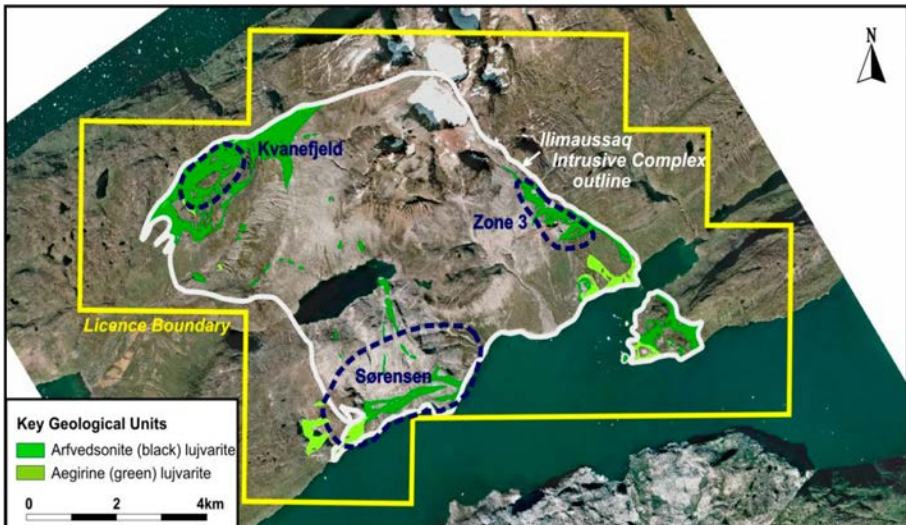 N
Ilimaussaq
Intrusive Complex
outline
Kvanefjeld
Zone 3
Licence Boundary
Sørensen
Key Geological Units
Arfvedsonite (black) lujvarite
Aegirine (green) lujvarite
0 2 4km